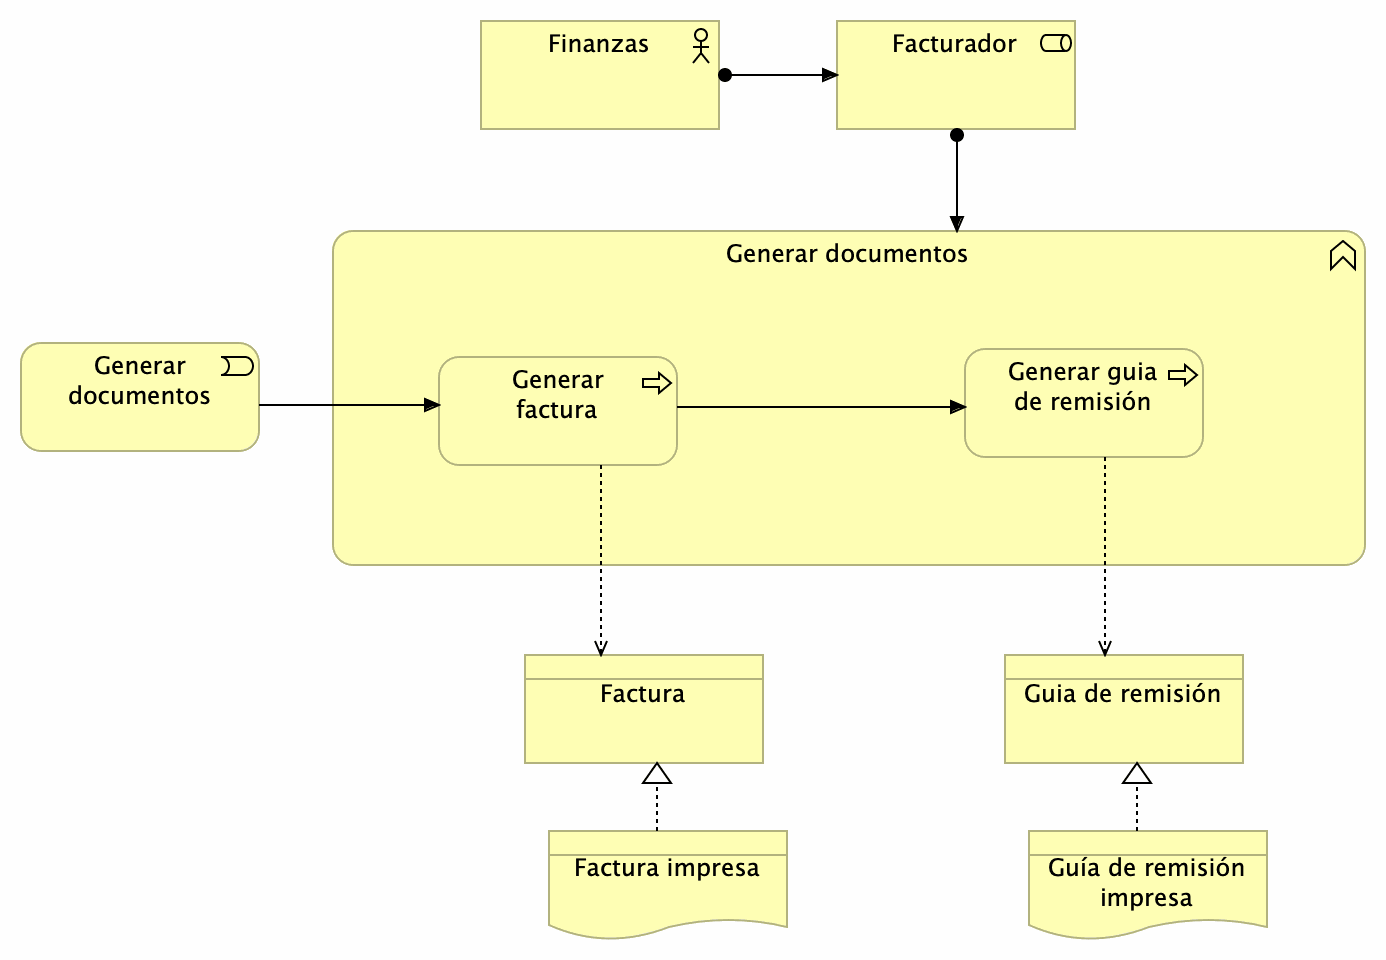 Finanzas
Facturador
Generar documentos
Generar
documentos
Generar
factura
Generar guia
de remisión
Factura
Guia de remisión
Factura impresa
Guía de remisión
impresa